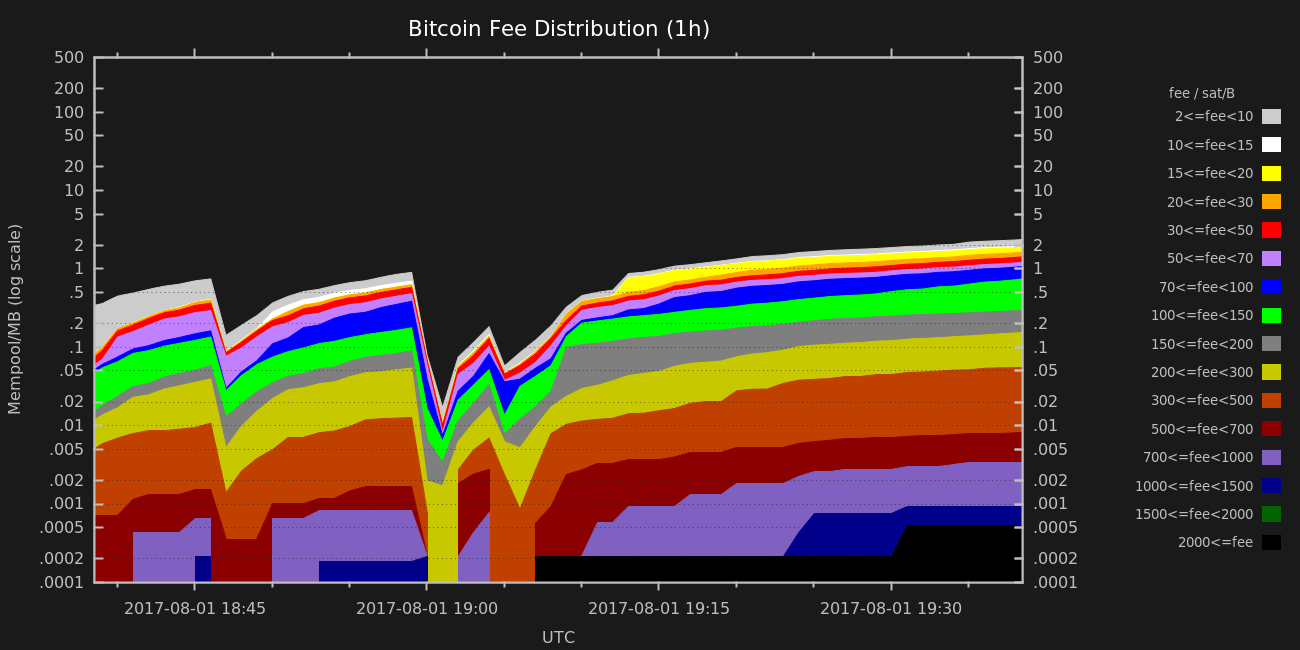 Bitcoin Fee Distribution (1h)
500
200
100
50
20
10
5
2
1
.5
.2
.1
.05
.02
.01
.005
.002
.001
.0005
.0002
.0001
Mempool/MB (log scale)
500
200
100
50
20
10
5
2
1
.5
.2
.1
.05
.02
.01
.005
.002
.001
.0005
.0002
.0001
2017-08-01 18:45 2017-08-01 19:00 2017-08-01 19:15 2017-08-01 19:30
UTC
fee / sat/B
2<=fee<10
10<=fee<15
15<=fee<20
20<=fee<30
30<=fee<50
50<=fee<70
70<=fee<100
100<=fee<150
150<=fee<200
200<=fee<300
300<=fee<500
500<=fee<700
700<=fee<1000
1000<=fee<1500
1500<=fee<2000
2000<=fee